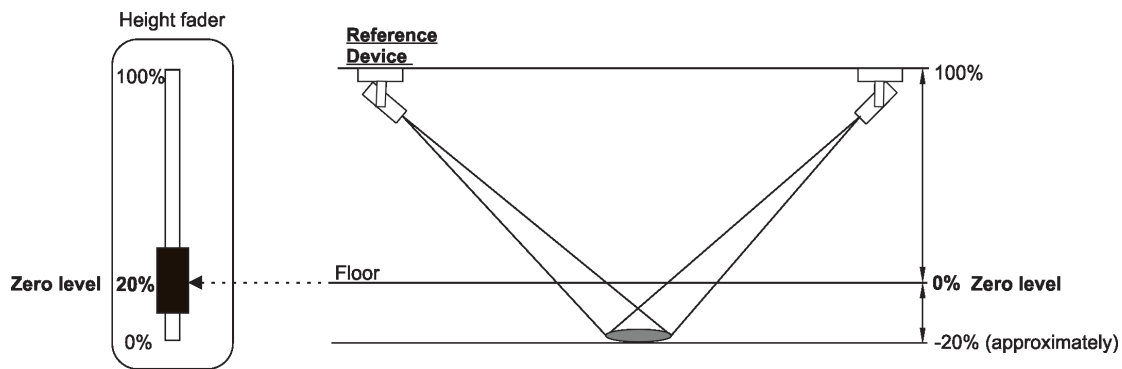 Height fader
100%
Zero level 20%
0%
Reference
Device
100%
Floor
0% Zero level
-20% (approximately)